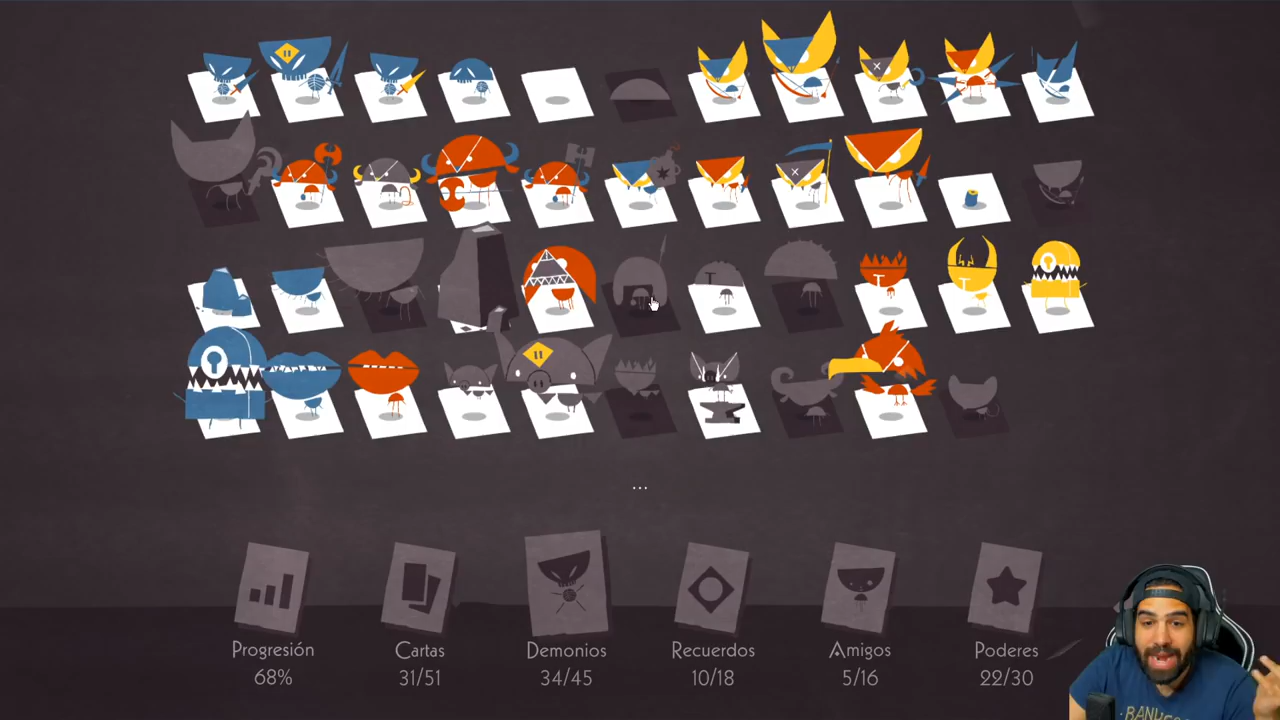 ...
Progresión
68%
Cartas
31/51
Demonios
34/45
Recuerdos
10/18
Amigos
5/16
Poderes
22/30